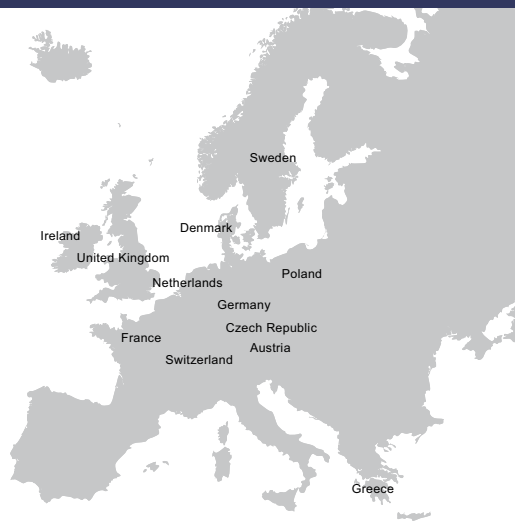 Sweden
Denmark
Ireland
United Kingdom
Poland
Netherlands
Germany
Czech Republic
France
Austria
Switzerland
Greece